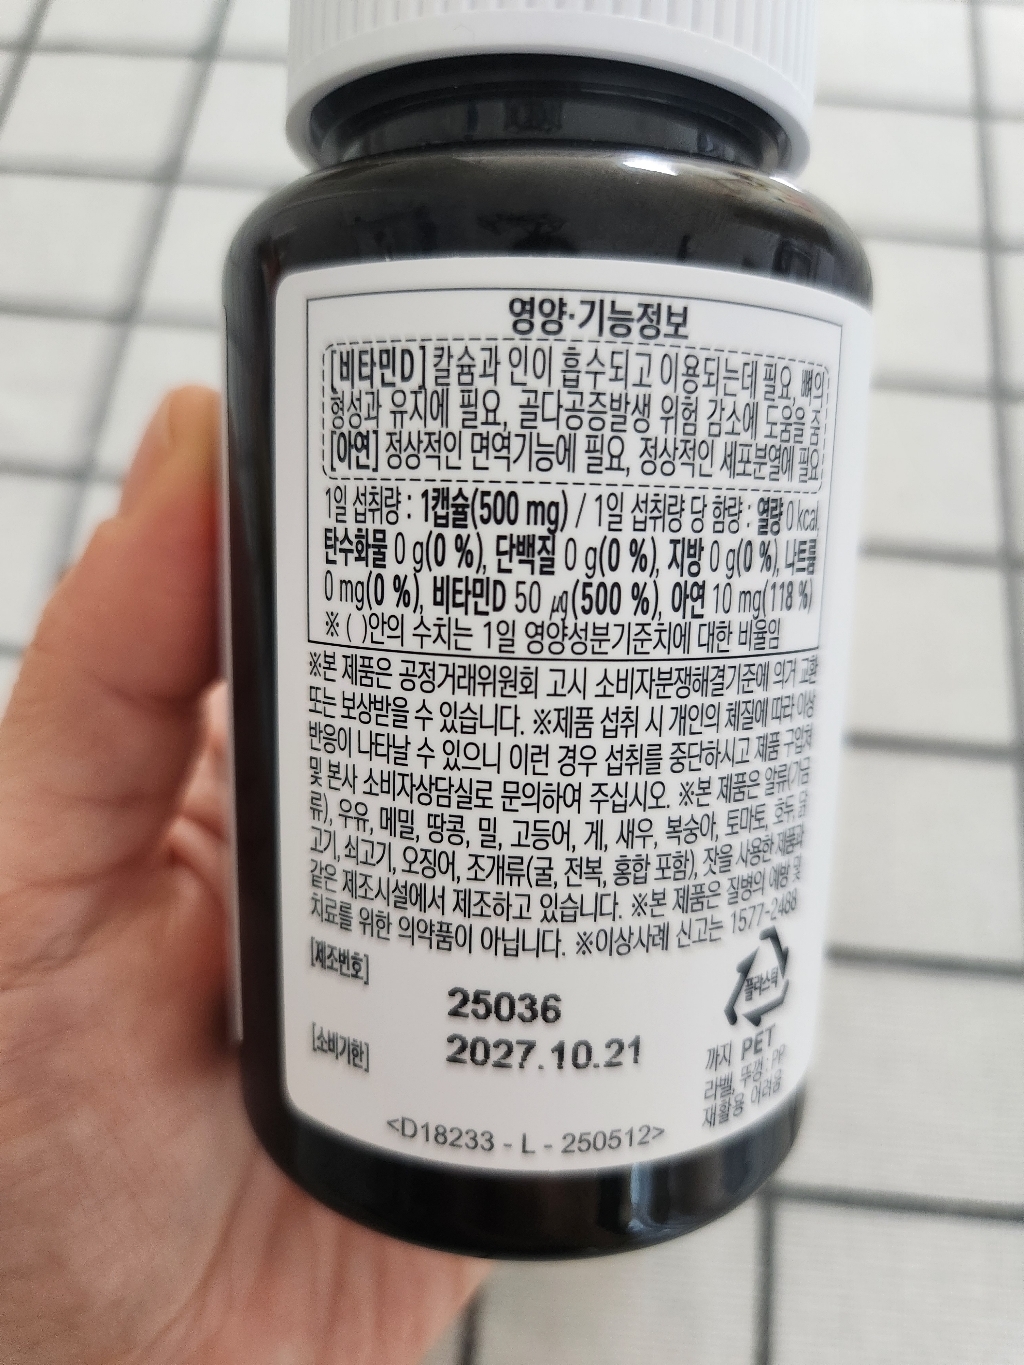 영양·기능정보
[비타민D] 칼슘과 인이 흡수되고 이용되는데 필요, 뼈의
형성과 유지에 필요, 골다공증발생 위험 감소에 도움을 줌
[아연] 정상적인 면역기능에 필요, 정상적인 세포분열에 필요
1일 섭취량 : 1캡슐(500 mg) / 1일 섭취량 당 함량 : 열량 0 kcal,
탄수화물 0 g(0 %), 단백질 0 g(0 %), 지방 0 g(0 %), 나트륨
0 mg(0 %), 비타민D 50 ㎍(500 %), 아연 10 mg(118 %)
※ ( )안의 수치는 1일 영양성분기준치에 대한 비율임
※본 제품은 공정거래위원회 고시 소비자분쟁해결기준에 의거 교환
또는 보상받을 수 있습니다. ※제품 섭취 시 개인의 체질에 따라 이상
반응이 나타날 수 있으니 이런 경우 섭취를 중단하시고 제품 구입처
및 본사 소비자상담실로 문의하여 주십시오. ※본 제품은 알류(가금
류), 우유, 메밀, 땅콩, 밀, 고등어, 게, 새우, 복숭아, 토마토, 호두, 닭
고기, 쇠고기, 오징어, 조개류(굴, 전복, 홍합 포함), 잣을 사용한 제품과
같은 제조시설에서 제조하고 있습니다. ※본 제품은 질병의 예방 및
치료를 위한 의약품이 아닙니다. ※이상사례 신고는 1577-2488
[제조번호]
25036
플라스틱
[소비기한]
2027.10.21
까지
PET
라벨, 뚜껑: PP
재활용 어려움
<D18233 - L - 250512>